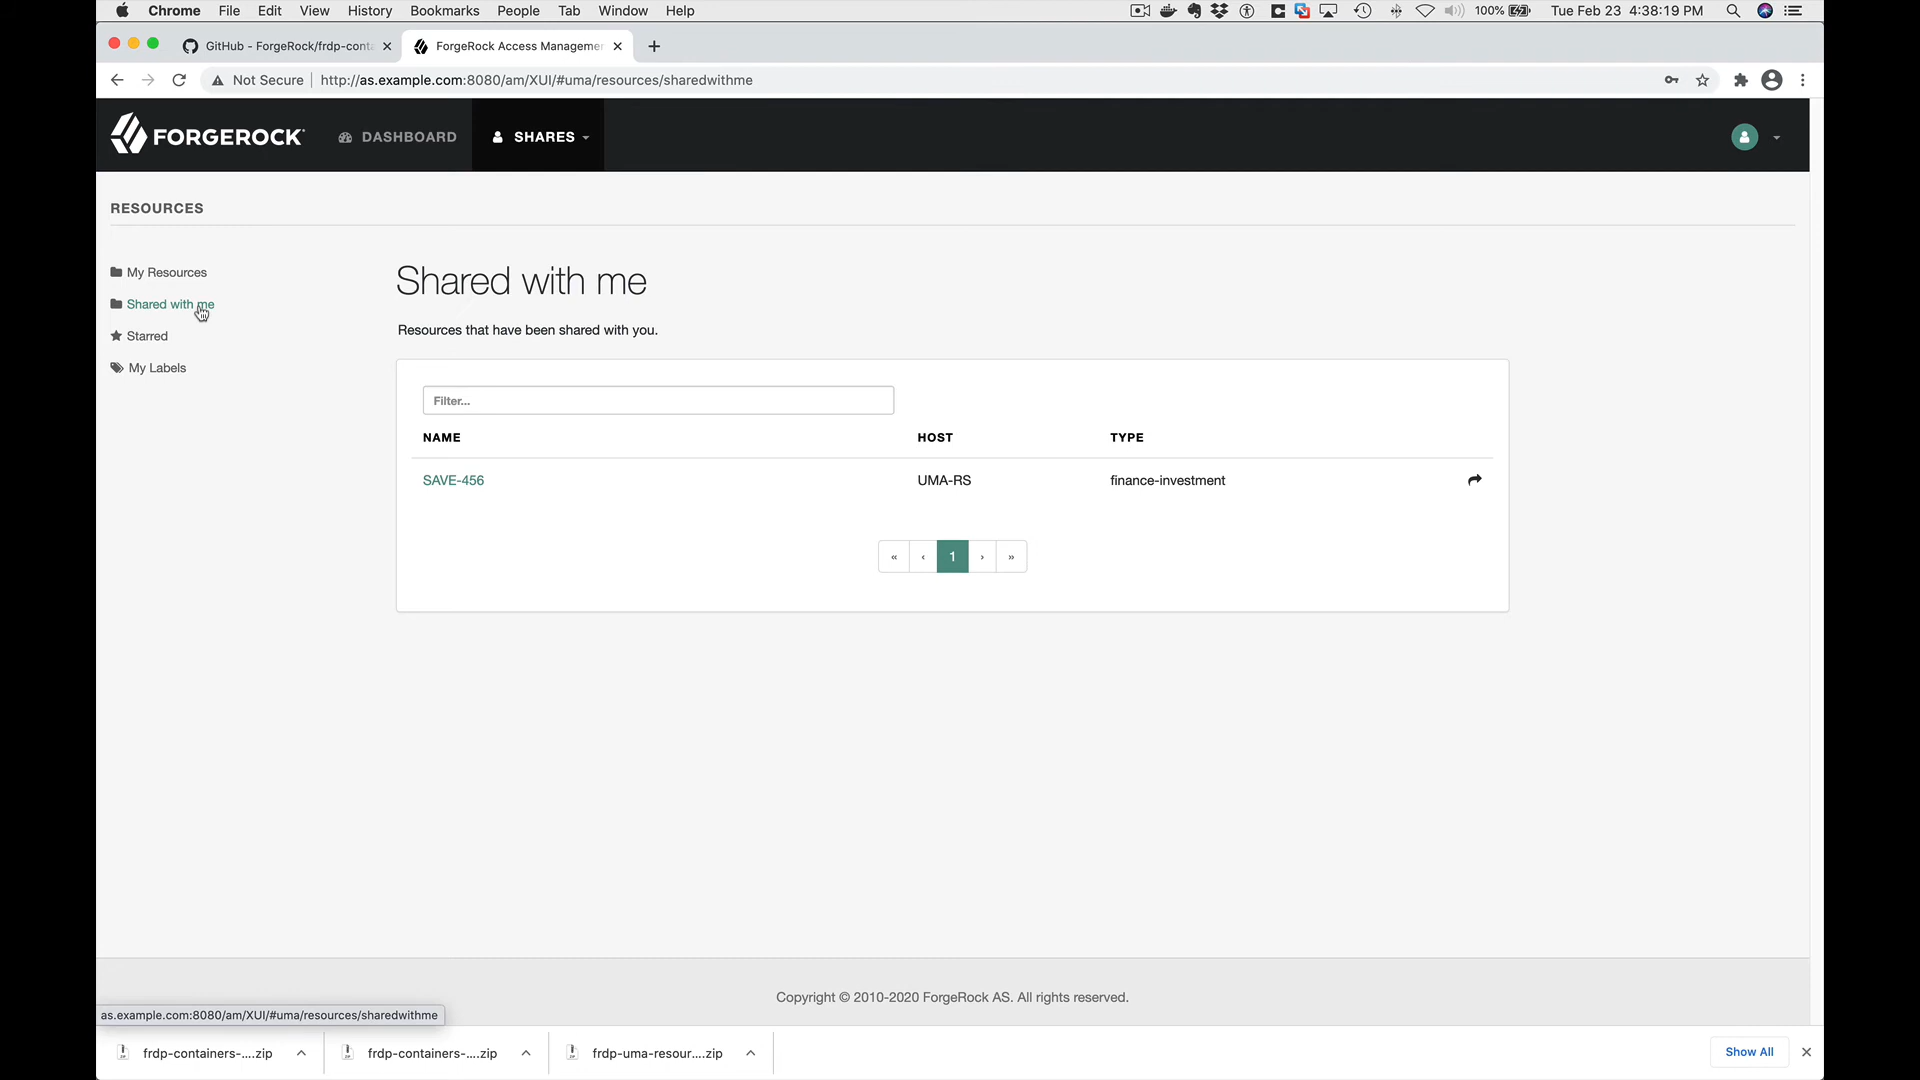 Chrome File Edit View History Bookmarks People Tab Window Help 100% Tue Feb 23 4:38:19 PM
GitHub - ForgeRock/frdp-conta
ForgeRock Access Managemen
Not Secure http://as.example.com:8080/am/XUI/#uma/resources/sharedwithme
FORGEROCK DASHBOARD SHARES
RESOURCES
My Resources
Shared with me
Starred
My Labels
Shared with me
Resources that have been shared with you.
Filter...
NAME HOST TYPE
SAVE-456 UMA-RS finance-investment
« ‹ 1 › »
Copyright © 2010-2020 ForgeRock AS. All rights reserved.
as.example.com:8080/am/XUI/#uma/resources/sharedwithme
frdp-containers-....zip frdp-containers-....zip frdp-uma-resour....zip Show All